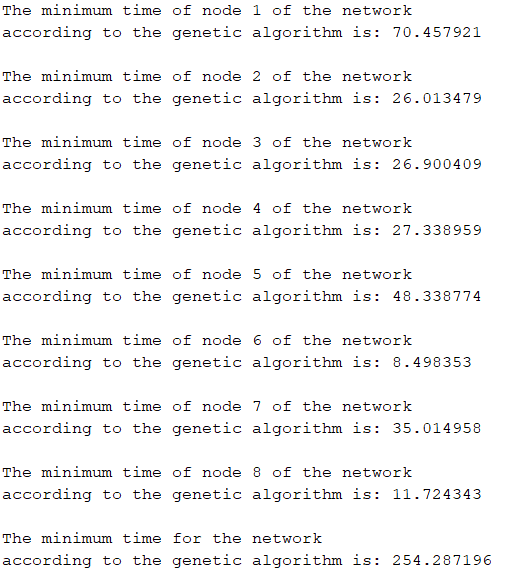 The minimum time of node 1 of the network
according to the genetic algorithm is: 70.457921
The minimum time of node 2 of the network
according to the genetic algorithm is: 26.013479
The minimum time of node 3 of the network
according to the genetic algorithm is: 26.900409
The minimum time of node 4 of the network
according to the genetic algorithm is: 27.338959
The minimum time of node 5 of the network
according to the genetic algorithm is: 48.338774
The minimum time of node 6 of the network
according to the genetic algorithm is: 8.498353
The minimum time of node 7 of the network
according to the genetic algorithm is: 35.014958
The minimum time of node 8 of the network
according to the genetic algorithm is: 11.724343
The minimum time for the network
according to the genetic algorithm is: 254.287196